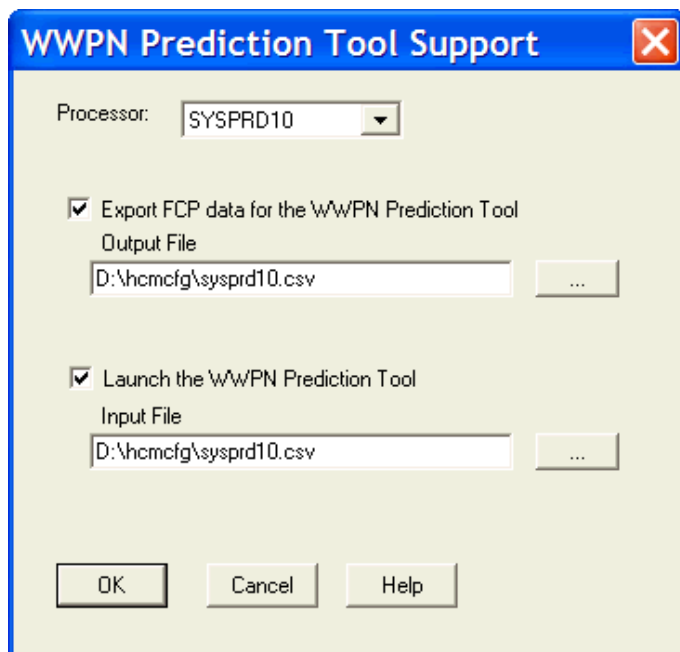 WWPN Prediction Tool Support
Processor: SYSPRD10
Export FCP data for the WWPN Prediction Tool
Output File
D:\hcmcfg\sysprd10.csv ...
Launch the WWPN Prediction Tool
Input File
D:\hcmcfg\sysprd10.csv ...
OK Cancel Help